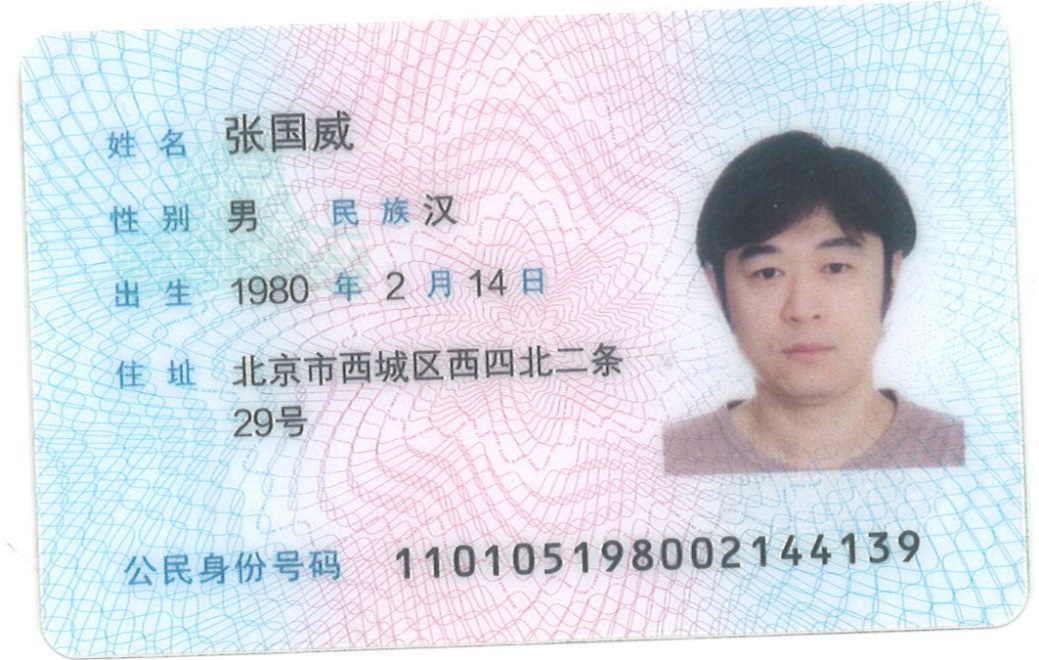 姓名 张国威
性别 男 民族 汉
出生 1980 年 2 月 14 日
住址 北京市西城区西四北二条
29号
公民身份号码 110105198002144139